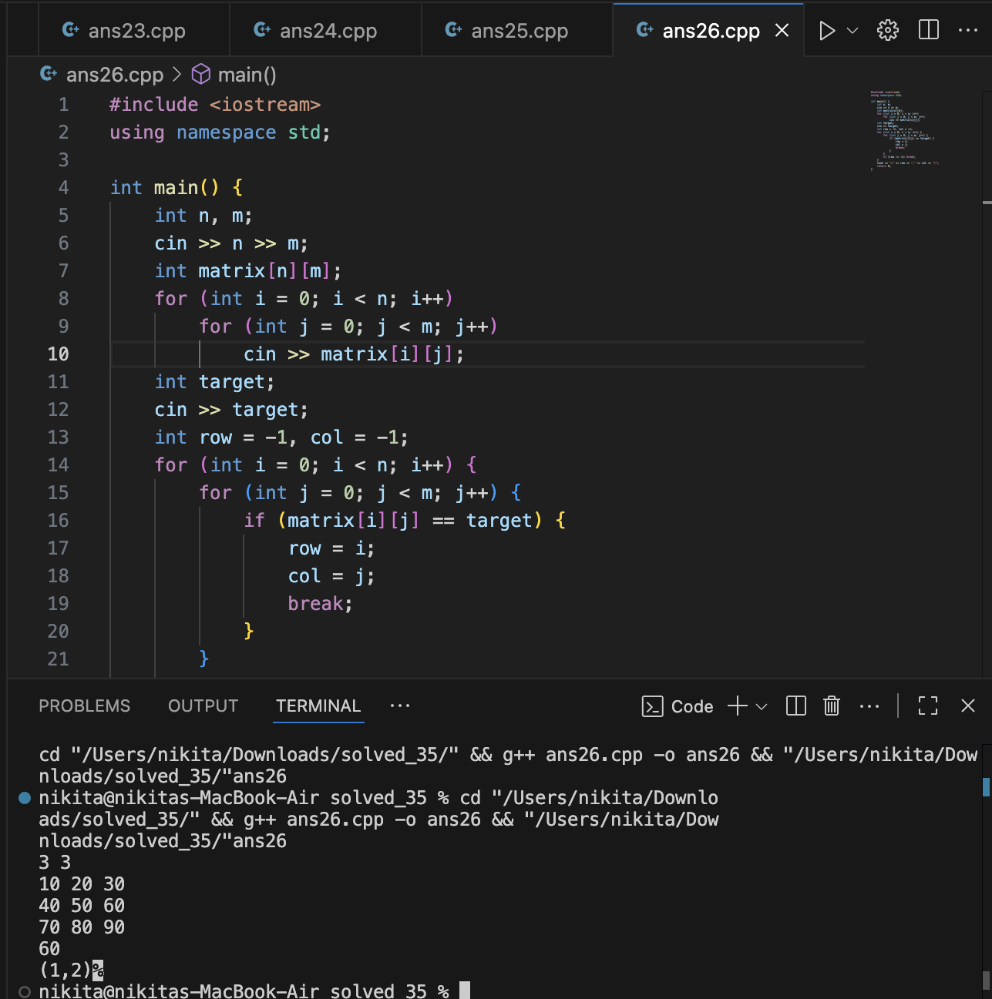 ans23.cpp ans24.cpp ans25.cpp ans26.cpp
ans26.cpp > main()
1 #include <iostream>
2 using namespace std;
3
4 int main() {
5     int n, m;
6     cin >> n >> m;
7     int matrix[n][m];
8     for (int i = 0; i < n; i++)
9         for (int j = 0; j < m; j++)
10             cin >> matrix[i][j];
11     int target;
12     cin >> target;
13     int row = -1, col = -1;
14     for (int i = 0; i < n; i++) {
15         for (int j = 0; j < m; j++) {
16             if (matrix[i][j] == target) {
17                 row = i;
18                 col = j;
19                 break;
20             }
21         }
PROBLEMS OUTPUT TERMINAL ... Code
cd "/Users/nikita/Downloads/solved_35/" && g++ ans26.cpp -o ans26 && "/Users/nikita/Dow
nloads/solved_35/"ans26
nikita@nikitas-MacBook-Air solved_35 % cd "/Users/nikita/Downlo
ads/solved_35/" && g++ ans26.cpp -o ans26 && "/Users/nikita/Dow
nloads/solved_35/"ans26
3 3
10 20 30
40 50 60
70 80 90
60
(1,2)%
nikita@nikitas-MacBook-Air solved_35 %